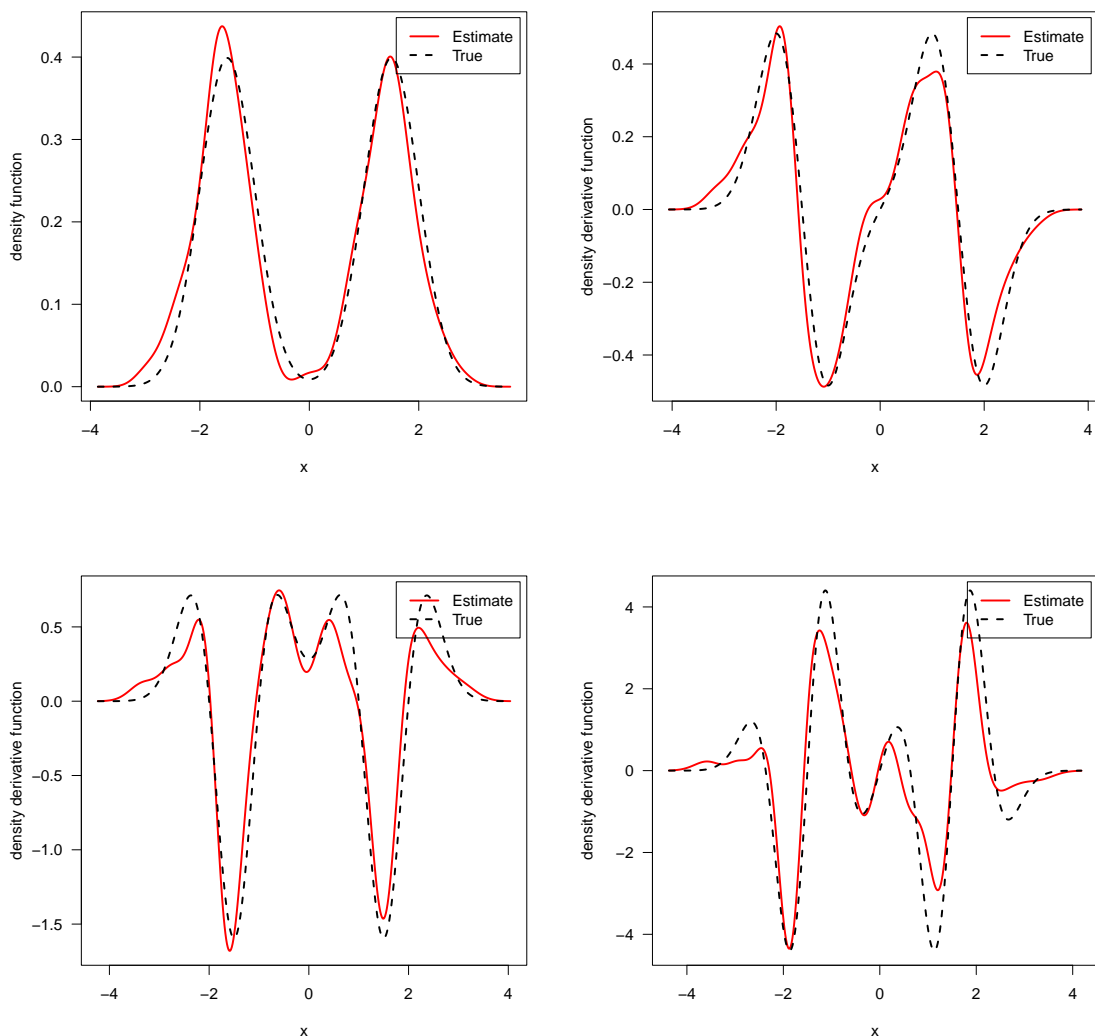 Estimate
True
density function
0.4
0.3
0.2
0.1
0.0
−4
−2
0
2
x
Estimate
True
density derivative function
0.4
0.2
0.0
−0.2
−0.4
−4
−2
0
2
4
x
Estimate
True
density derivative function
0.5
0.0
−0.5
−1.0
−1.5
−4
−2
0
2
4
x
Estimate
True
density derivative function
4
2
0
−2
−4
−4
−2
0
2
4
x